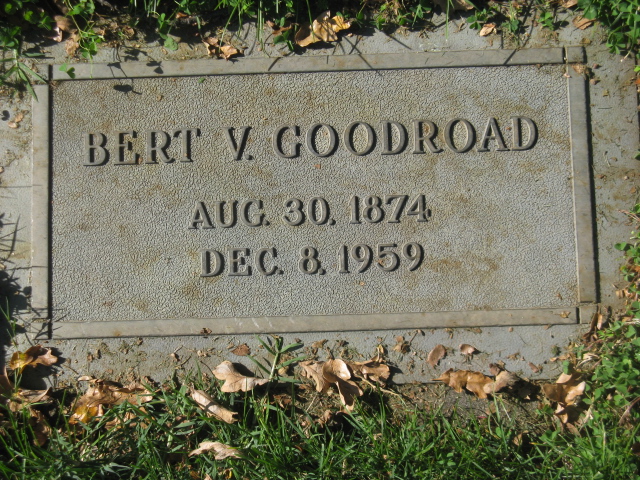 BERT V. GOODROAD
AUG. 30. 1874
DEC. 8. 1959